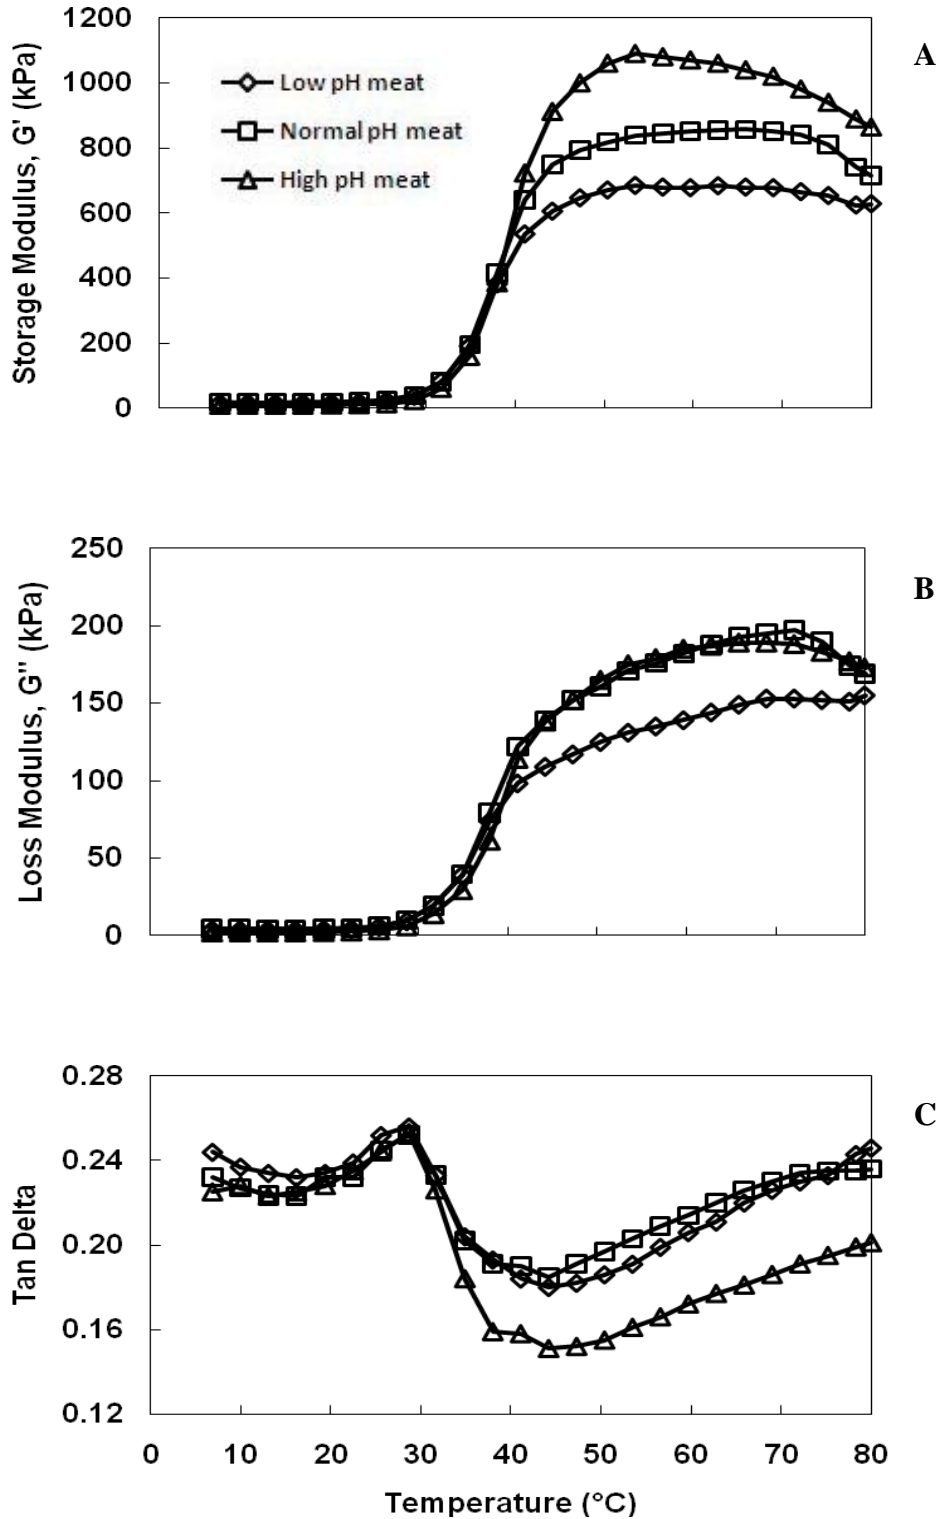 1200
1000
800
600
400
200
0
Storage Modulus, G' (kPa)
Low pH meat
Normal pH meat
High pH meat
A
250
200
150
100
50
0
Loss Modulus, G'' (kPa)
B
0.28
0.24
0.20
0.16
0.12
Tan Delta
C
0 10 20 30 40 50 60 70 80
Temperature (°C)